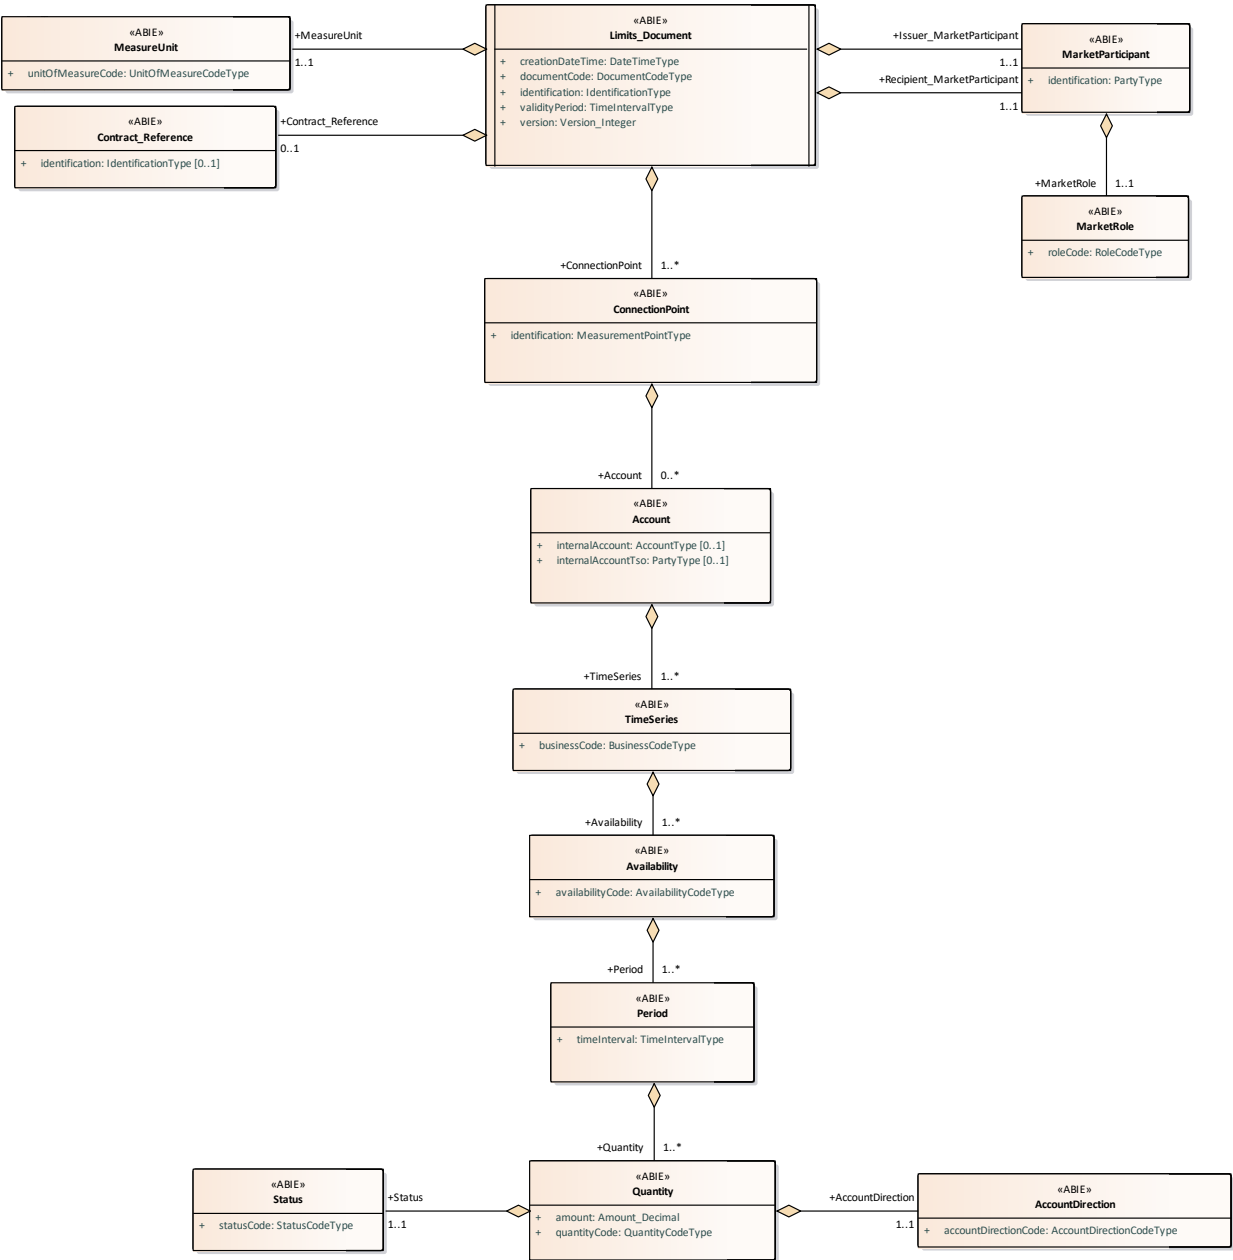 «ABIE»
MeasureUnit
+ unitOfMeasureCode: UnitOfMeasureCodeType
+MeasureUnit
1..1
«ABIE»
Limits_Document
+ creationDateTime: DateTimeType
+ documentCode: DocumentCodeType
+ identification: IdentificationType
+ validityPeriod: TimeIntervalType
+ version: Version_Integer
+Issuer_MarketParticipant
1..1
+Recipient_MarketParticipant
1..1
«ABIE»
MarketParticipant
+ identification: PartyType
«ABIE»
Contract_Reference
+ identification: IdentificationType [0..1]
+Contract_Reference
0..1
+MarketRole 1..1
«ABIE»
MarketRole
+ roleCode: RoleCodeType
+ConnectionPoint 1..*
«ABIE»
ConnectionPoint
+ identification: MeasurementPointType
+Account 0..*
«ABIE»
Account
+ internalAccount: AccountType [0..1]
+ internalAccountTso: PartyType [0..1]
+TimeSeries 1..*
«ABIE»
TimeSeries
+ businessCode: BusinessCodeType
+Availability 1..*
«ABIE»
Availability
+ availabilityCode: AvailabilityCodeType
+Period 1..*
«ABIE»
Period
+ timeInterval: TimeIntervalType
+Quantity 1..*
«ABIE»
Status
+ statusCode: StatusCodeType
+Status
1..1
«ABIE»
Quantity
+ amount: Amount_Decimal
+ quantityCode: QuantityCodeType
+AccountDirection
1..1
«ABIE»
AccountDirection
+ accountDirectionCode: AccountDirectionCodeType